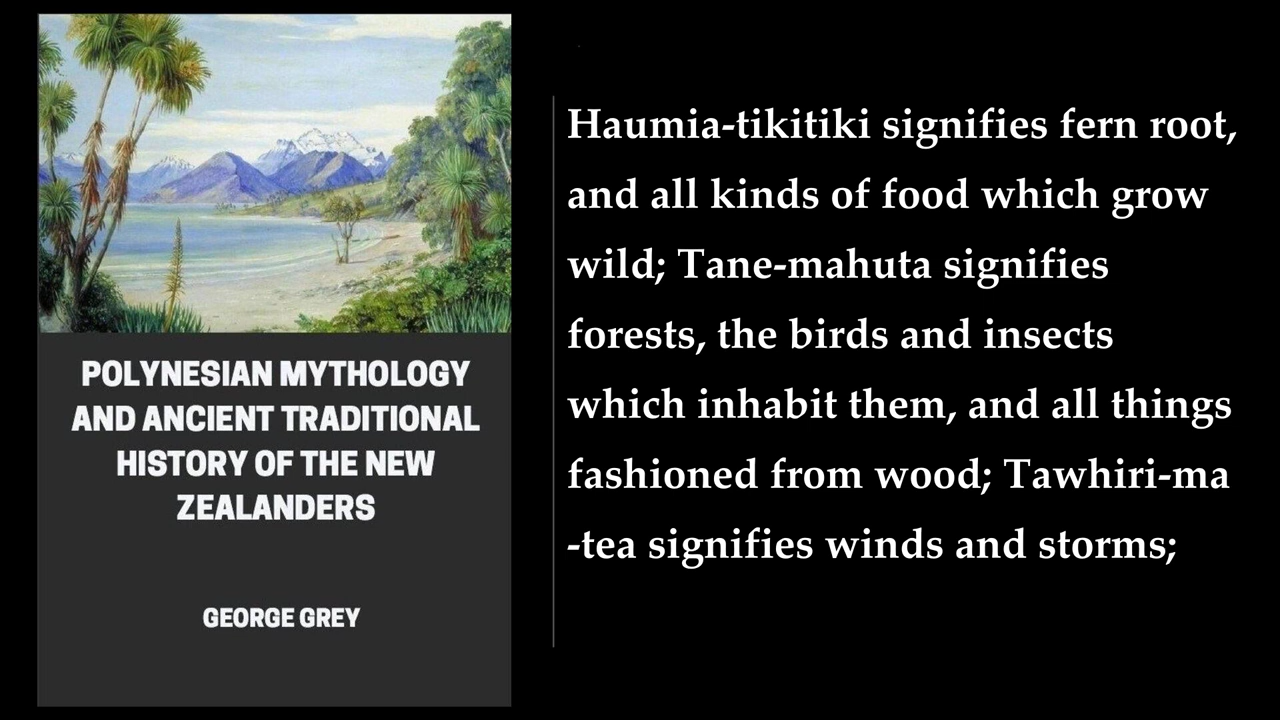 POLYNESIAN MYTHOLOGY
AND ANCIENT TRADITIONAL
HISTORY OF THE NEW
ZEALANDERS
GEORGE GREY
Haumia-tikitiki signifies fern root,
and all kinds of food which grow
wild; Tane-mahuta signifies
forests, the birds and insects
which inhabit them, and all things
fashioned from wood; Tawhiri-ma
-tea signifies winds and storms;